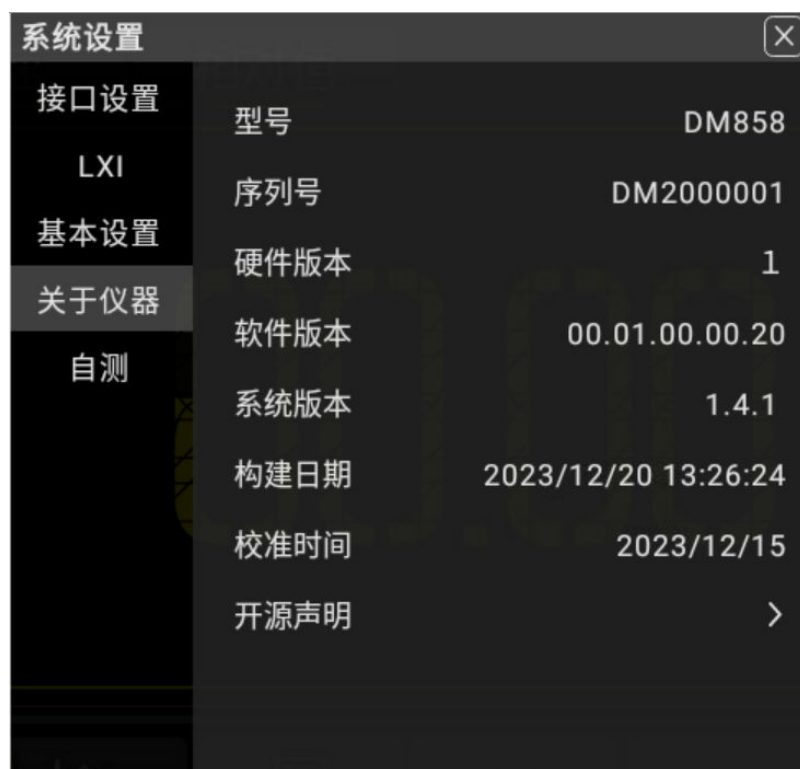 系统设置
接口设置
LXI
基本设置
关于仪器
自测
型号 DM858
序列号 DM2000001
硬件版本 1
软件版本 00.01.00.00.20
系统版本 1.4.1
构建日期 2023/12/20 13:26:24
校准时间 2023/12/15
开源声明